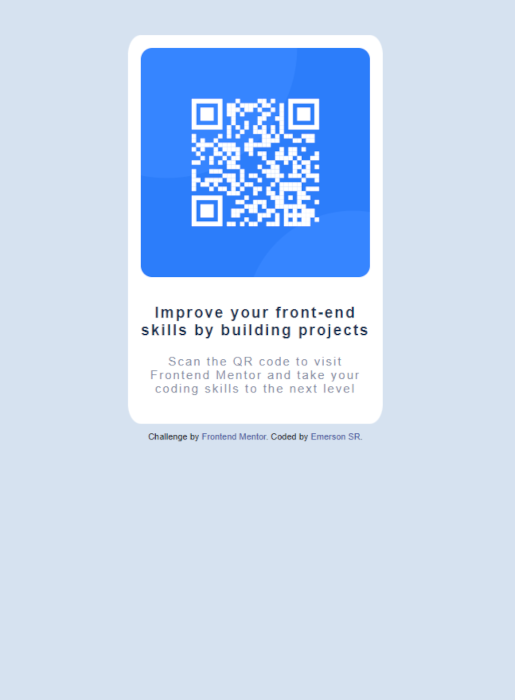 Improve your front-end
skills by building projects
Scan the QR code to visit
Frontend Mentor and take your
coding skills to the next level
Challenge by Frontend Mentor. Coded by Emerson SR.